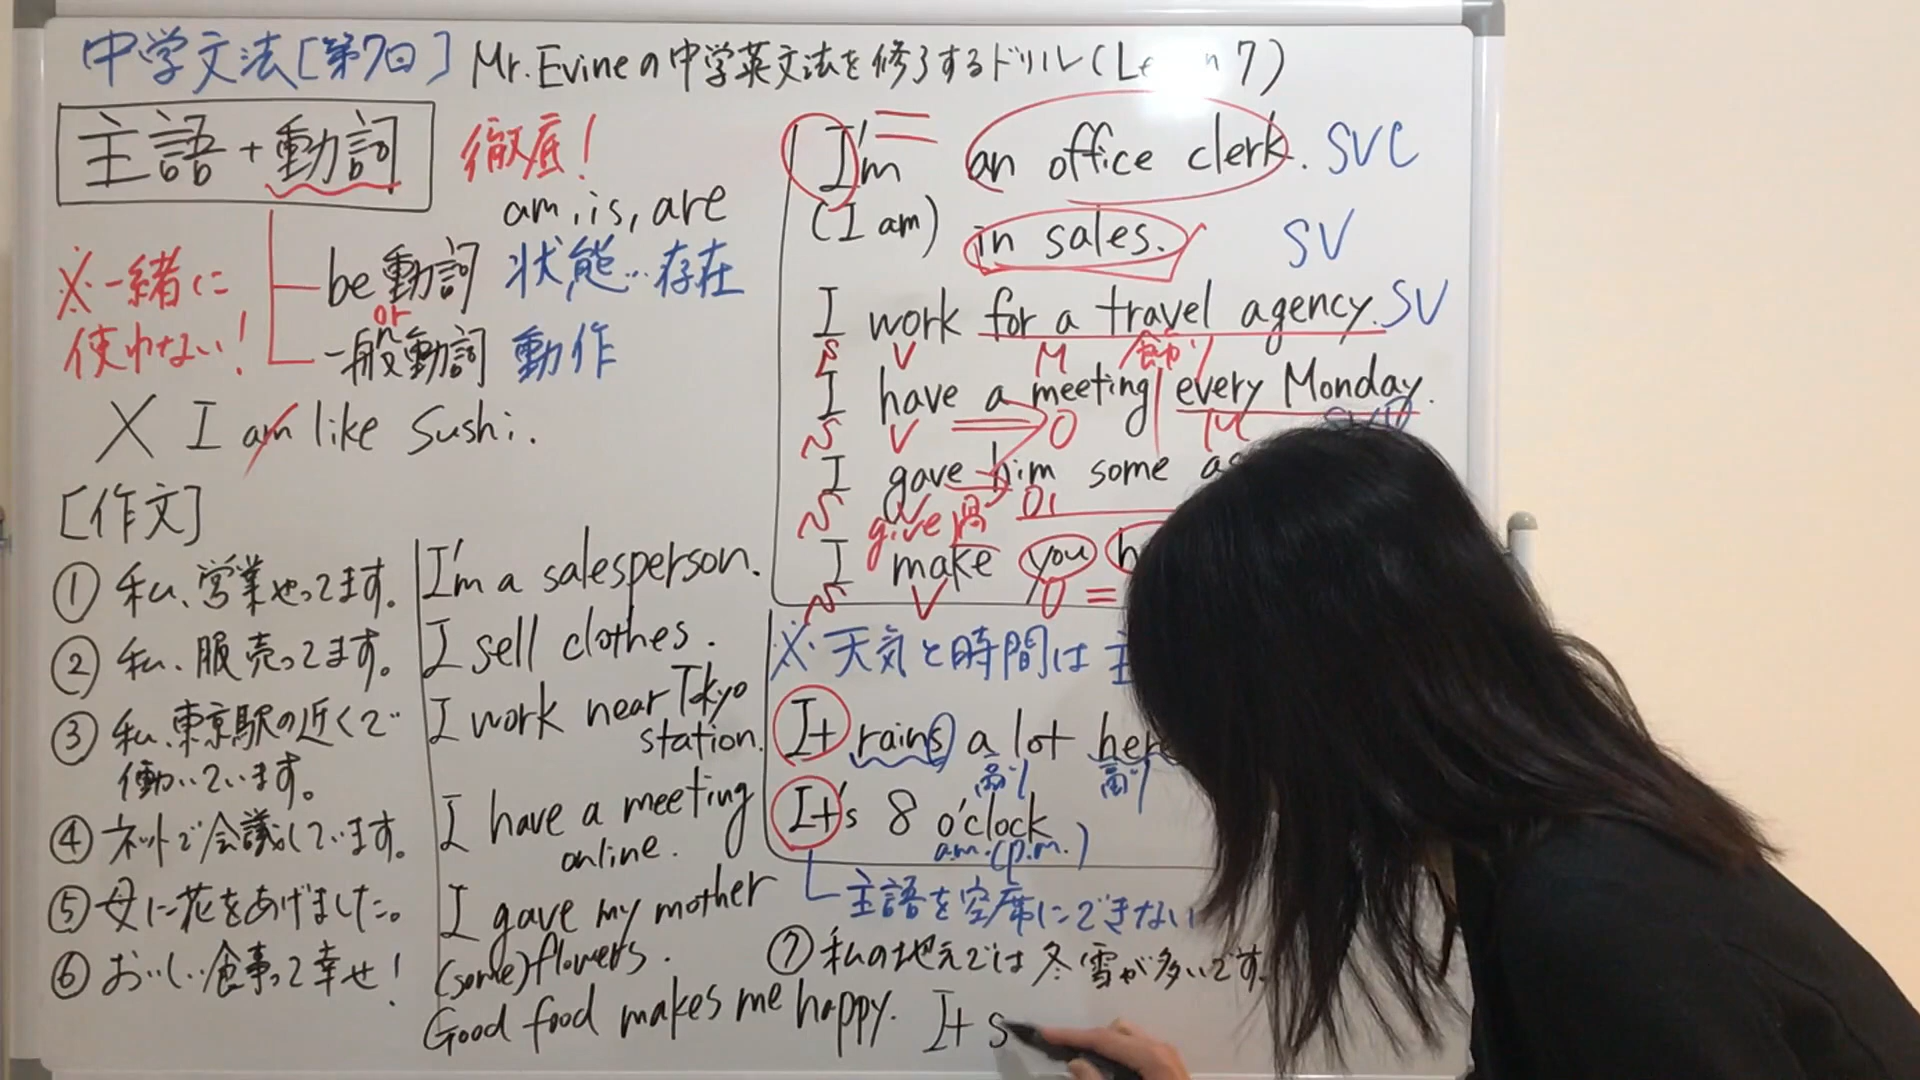 中学文法[第7日] Mr. Evineの中学英文法を修了するドリル(Le n 7)
主語+動詞 徹底!
am, is, are
※一緒に使わない!
be動詞 状態…存在
or
一般動詞 動作
× I am like sushi.
[作文]
① 私、営業やってます。
② 私、服売ってます。
③ 私、東京駅の近くで
働いています。
④ ネットで会議しています。
⑤ 母に花をあげました。
⑥ おいしい食事って幸せ!
I'm a salesperson.
I sell clothes.
I work near Tokyo
station.
I have a meeting
online.
I gave my mother
(some) flowers.
Good food makes me happy.
I'm an office clerk. SVC
(I am) in sales. SV
I work for a travel agency. SV
S V M
I have a meeting every Monday.
S V O M
I gave him some
S V O1
give
I make you
S V O =
※天気と時間は
It rains a lot here
副 副
It's 8 o'clock
a.m. (p.m.)
主語を空席にできない
⑦ 私の地元では冬雪が多いです。
It s